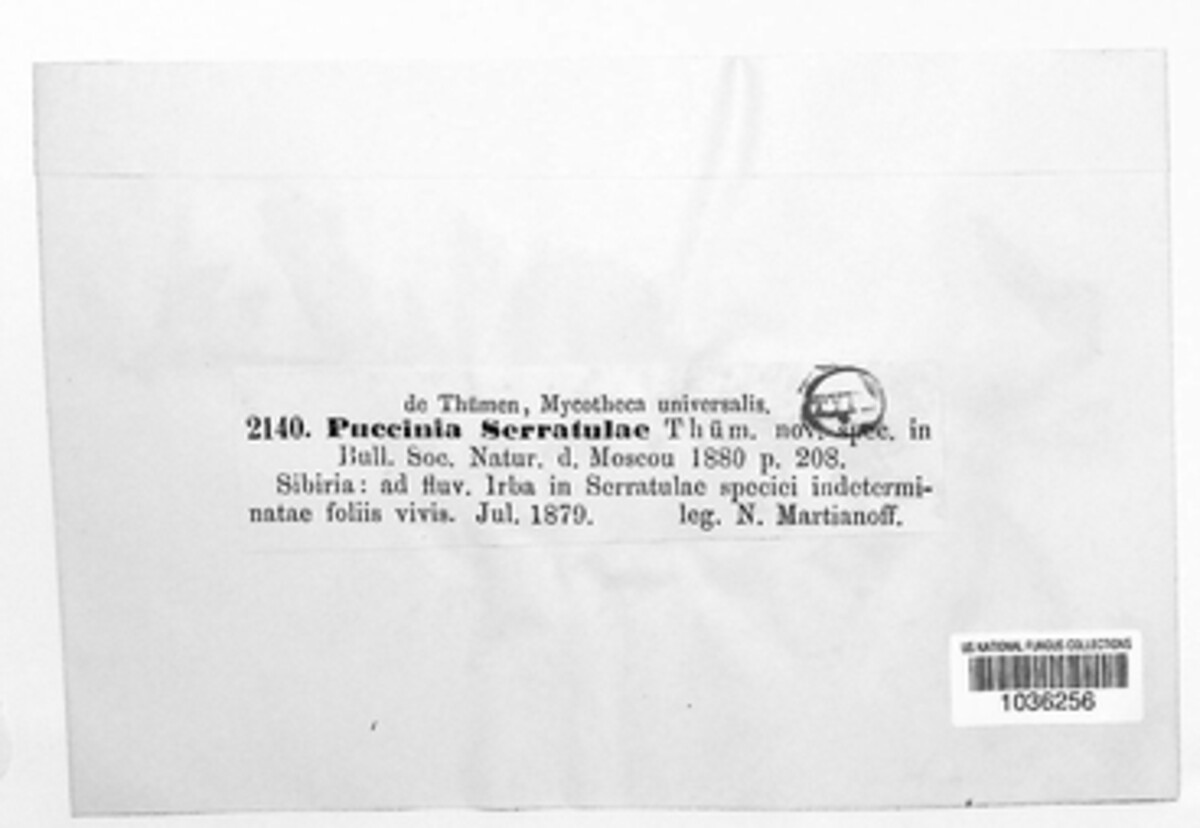 de Thümen, Mycotheca universalis.
2140. Puccinia Serratulae Thüm. nov. spec. in
Bull. Soc. Natur. d. Moscou 1880 p. 208.
Sibiria: ad fluv. Irba in Serratulae speciei indetermi-
natae foliis vivis. Jul. 1879. leg. N. Martianoff.
US NATIONAL FUNGUS COLLECTIONS
1036256